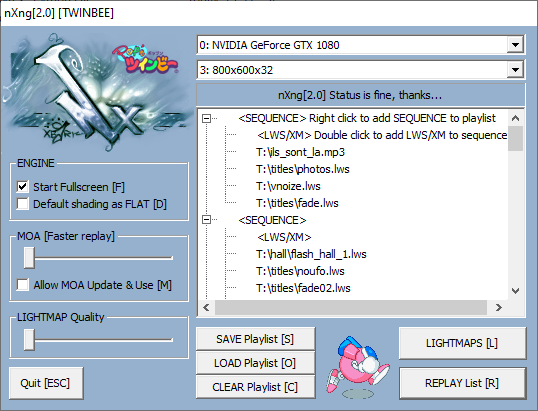 nXng[2.0] [TWINBEE]
ツインビー
0: NVIDIA GeForce GTX 1080
3: 800x600x32
nXng[2.0] Status is fine, thanks...
<SEQUENCE> Right click to add SEQUENCE to playlist
<LWS/XM> Double click to add LWS/XM to sequence
T:\ils_sont_la.mp3
T:\titles\photos.lws
T:\vnoize.lws
T:\titles\fade.lws
<SEQUENCE>
<LWS/XM>
T:\hall\flash_hall_1.lws
T:\titles\noufo.lws
T:\titles\fade02.lws
ENGINE
Start Fullscreen [F]
Default shading as FLAT [D]
MOA [Faster replay]
Allow MOA Update & Use [M]
LIGHTMAP Quality
Quit [ESC]
SAVE Playlist [S]
LOAD Playlist [O]
CLEAR Playlist [C]
LIGHTMAPS [L]
REPLAY List [R]